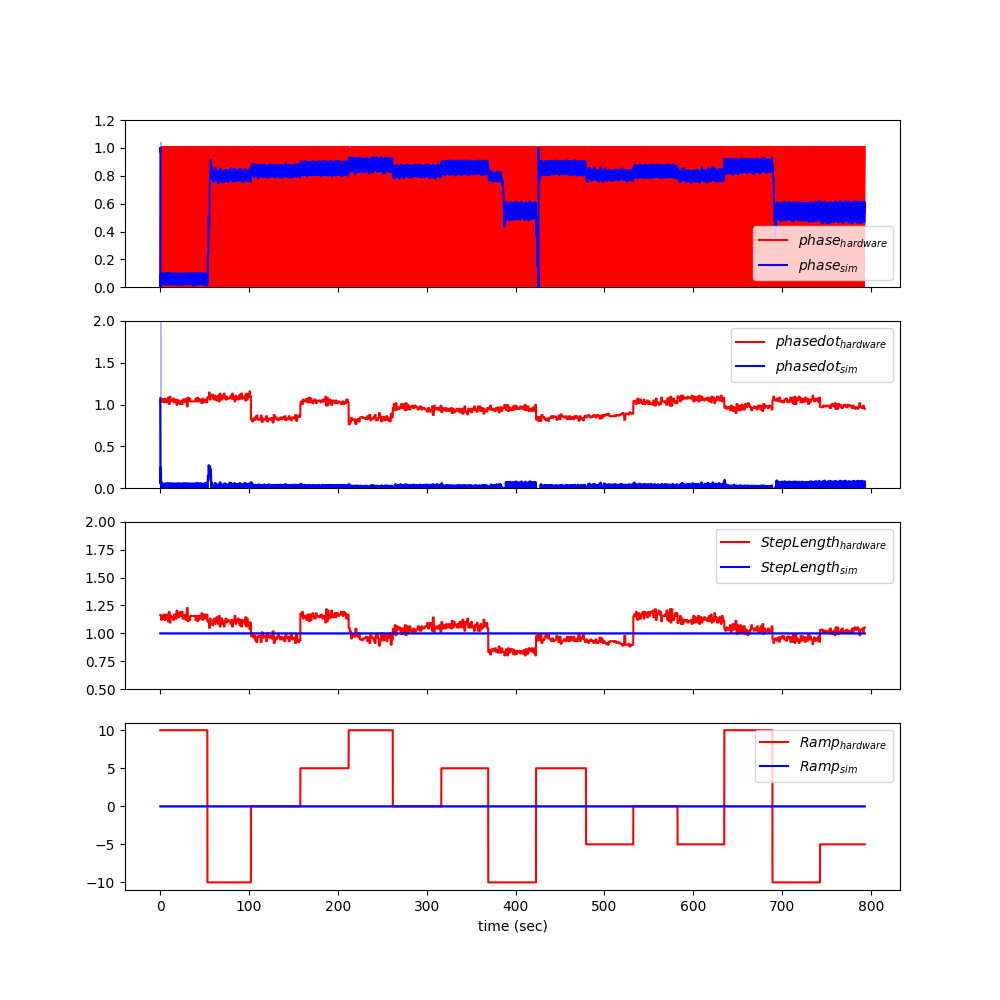 1.2
1.0
0.8
0.6
0.4
0.2
0.0
phase_hardware
phase_sim
2.0
1.5
1.0
0.5
0.0
phasedot_hardware
phasedot_sim
2.00
1.75
1.50
1.25
1.00
0.75
0.50
StepLength_hardware
StepLength_sim
10
5
0
−5
−10
Ramp_hardware
Ramp_sim
0 100 200 300 400 500 600 700 800
time (sec)